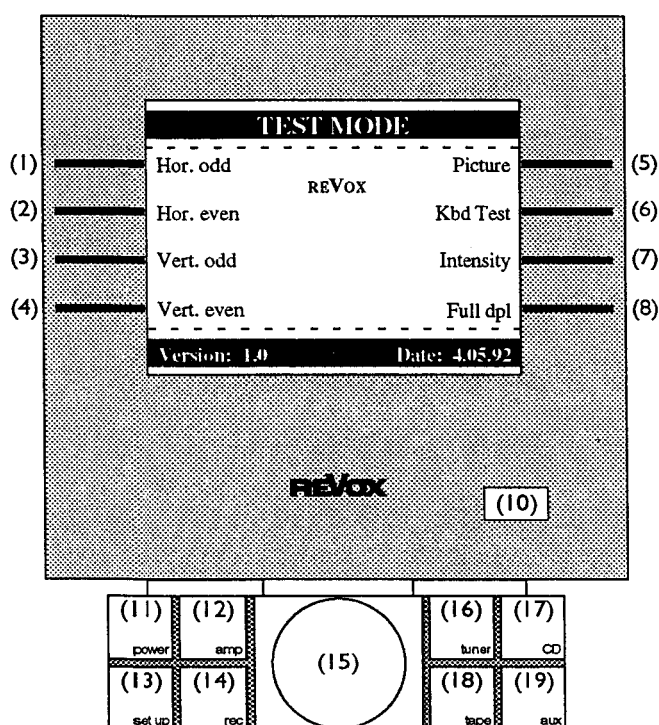 TEST MODE
(1) Hor. odd Picture (5)
REVOX
(2) Hor. even Kbd Test (6)
(3) Vert. odd Intensity (7)
(4) Vert. even Full dpl (8)
Version: 1.0 Date: 4.05.92
REVOX
(10)
(11) (12) (16) (17)
power amp tuner CD
(15)
(13) (14) (18) (19)
set up rec tape aux